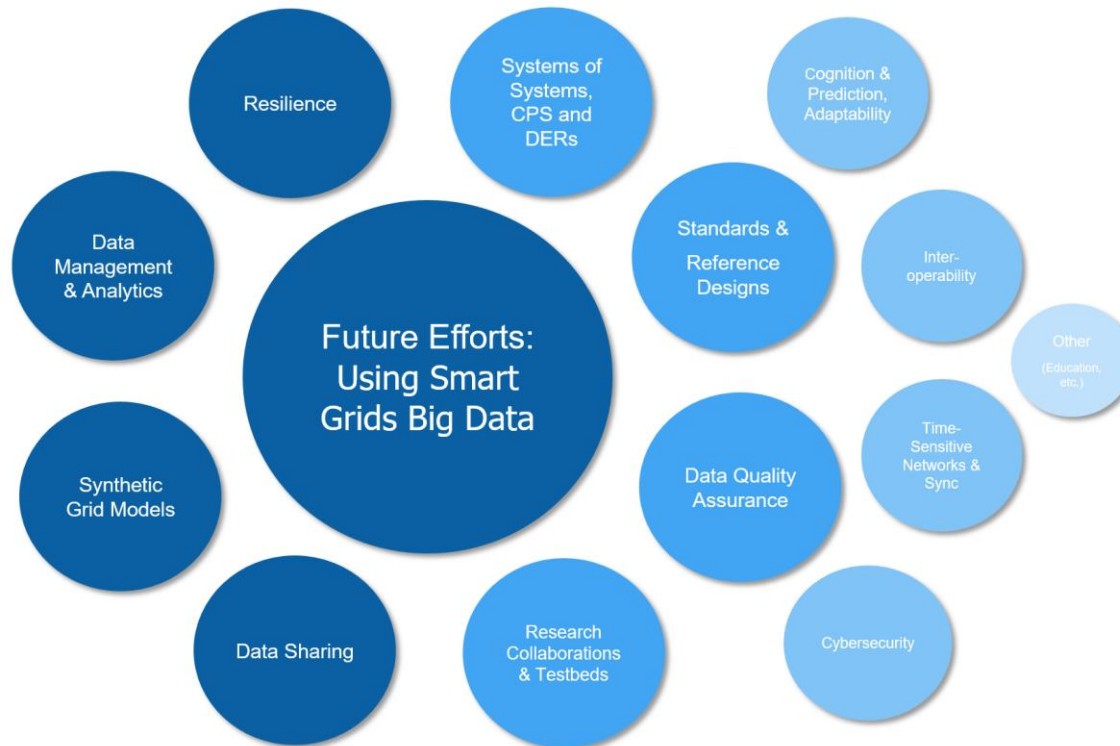 Resilience
Systems of
Systems,
CPS and
DERs
Cognition &
Prediction,
Adaptability
Data
Management
& Analytics
Future Efforts:
Using Smart
Grids Big Data
Standards &
Reference
Designs
Inter-
operability
Other
(Education,
etc.)
Synthetic
Grid Models
Data Quality
Assurance
Time-
Sensitive
Networks &
Sync
Data Sharing
Research
Collaborations
& Testbeds
Cybersecurity